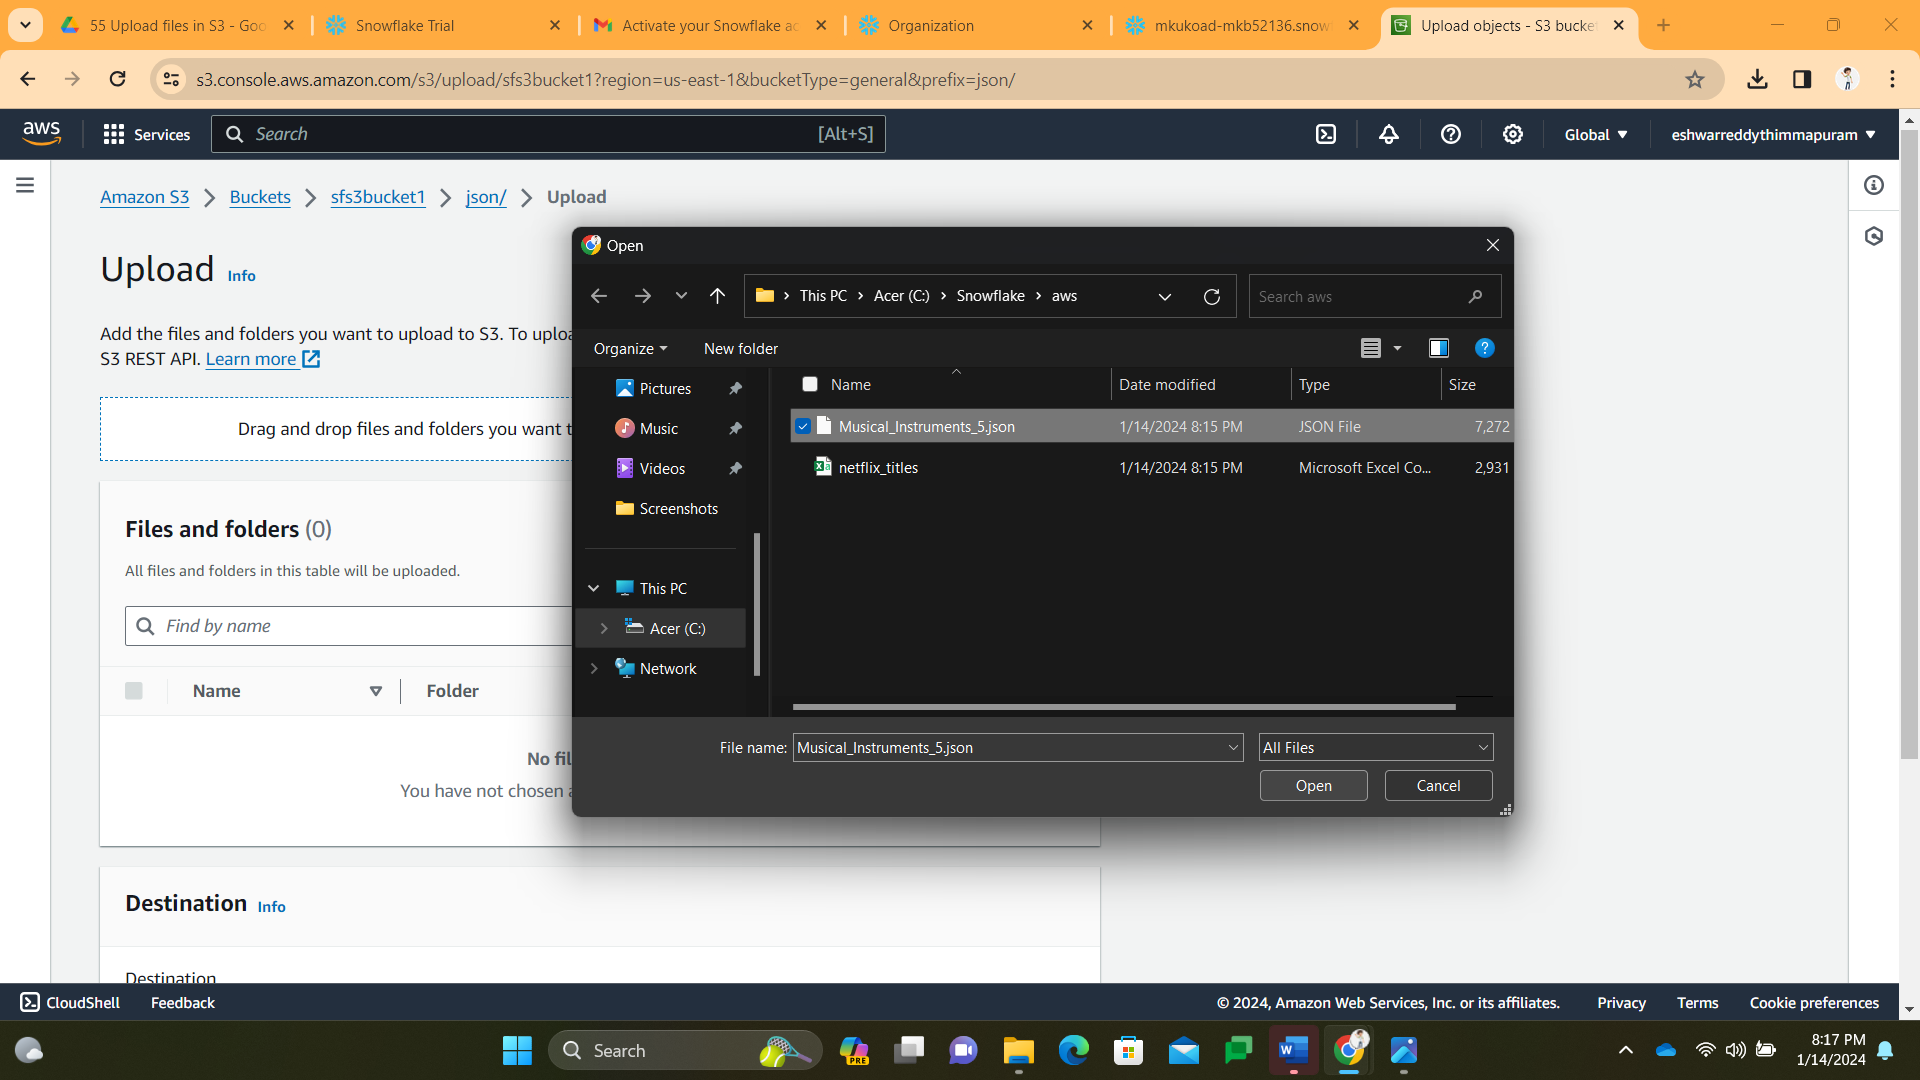 55 Upload files in S3 - Goo
Snowflake Trial
Activate your Snowflake ac
Organization
mkukoad-mkb52136.snow
Upload objects - S3 bucke
s3.console.aws.amazon.com/s3/upload/sfs3bucket1?region=us-east-1&bucketType=general&prefix=json/
aws
Services
Search
[Alt+S]
Global
eshwarreddythimmapuram
Amazon S3
Buckets
sfs3bucket1
json/
Upload
Upload Info
Add the files and folders you want to upload to S3. To uploa
S3 REST API. Learn more
Drag and drop files and folders you want t
Files and folders (0)
All files and folders in this table will be uploaded.
Find by name
Name
Folder
No fil
You have not chosen a
Destination Info
Destination
Open
This PC
Acer (C:)
Snowflake
aws
Search aws
Organize
New folder
Pictures
Music
Videos
Screenshots
This PC
Acer (C:)
Network
Name
Date modified
Type
Size
Musical_Instruments_5.json
1/14/2024 8:15 PM
JSON File
7,272
netflix_titles
1/14/2024 8:15 PM
Microsoft Excel Co...
2,931
File name:
Musical_Instruments_5.json
All Files
Open
Cancel
CloudShell
Feedback
© 2024, Amazon Web Services, Inc. or its affiliates.
Privacy
Terms
Cookie preferences
Search
PRE
8:17 PM
1/14/2024